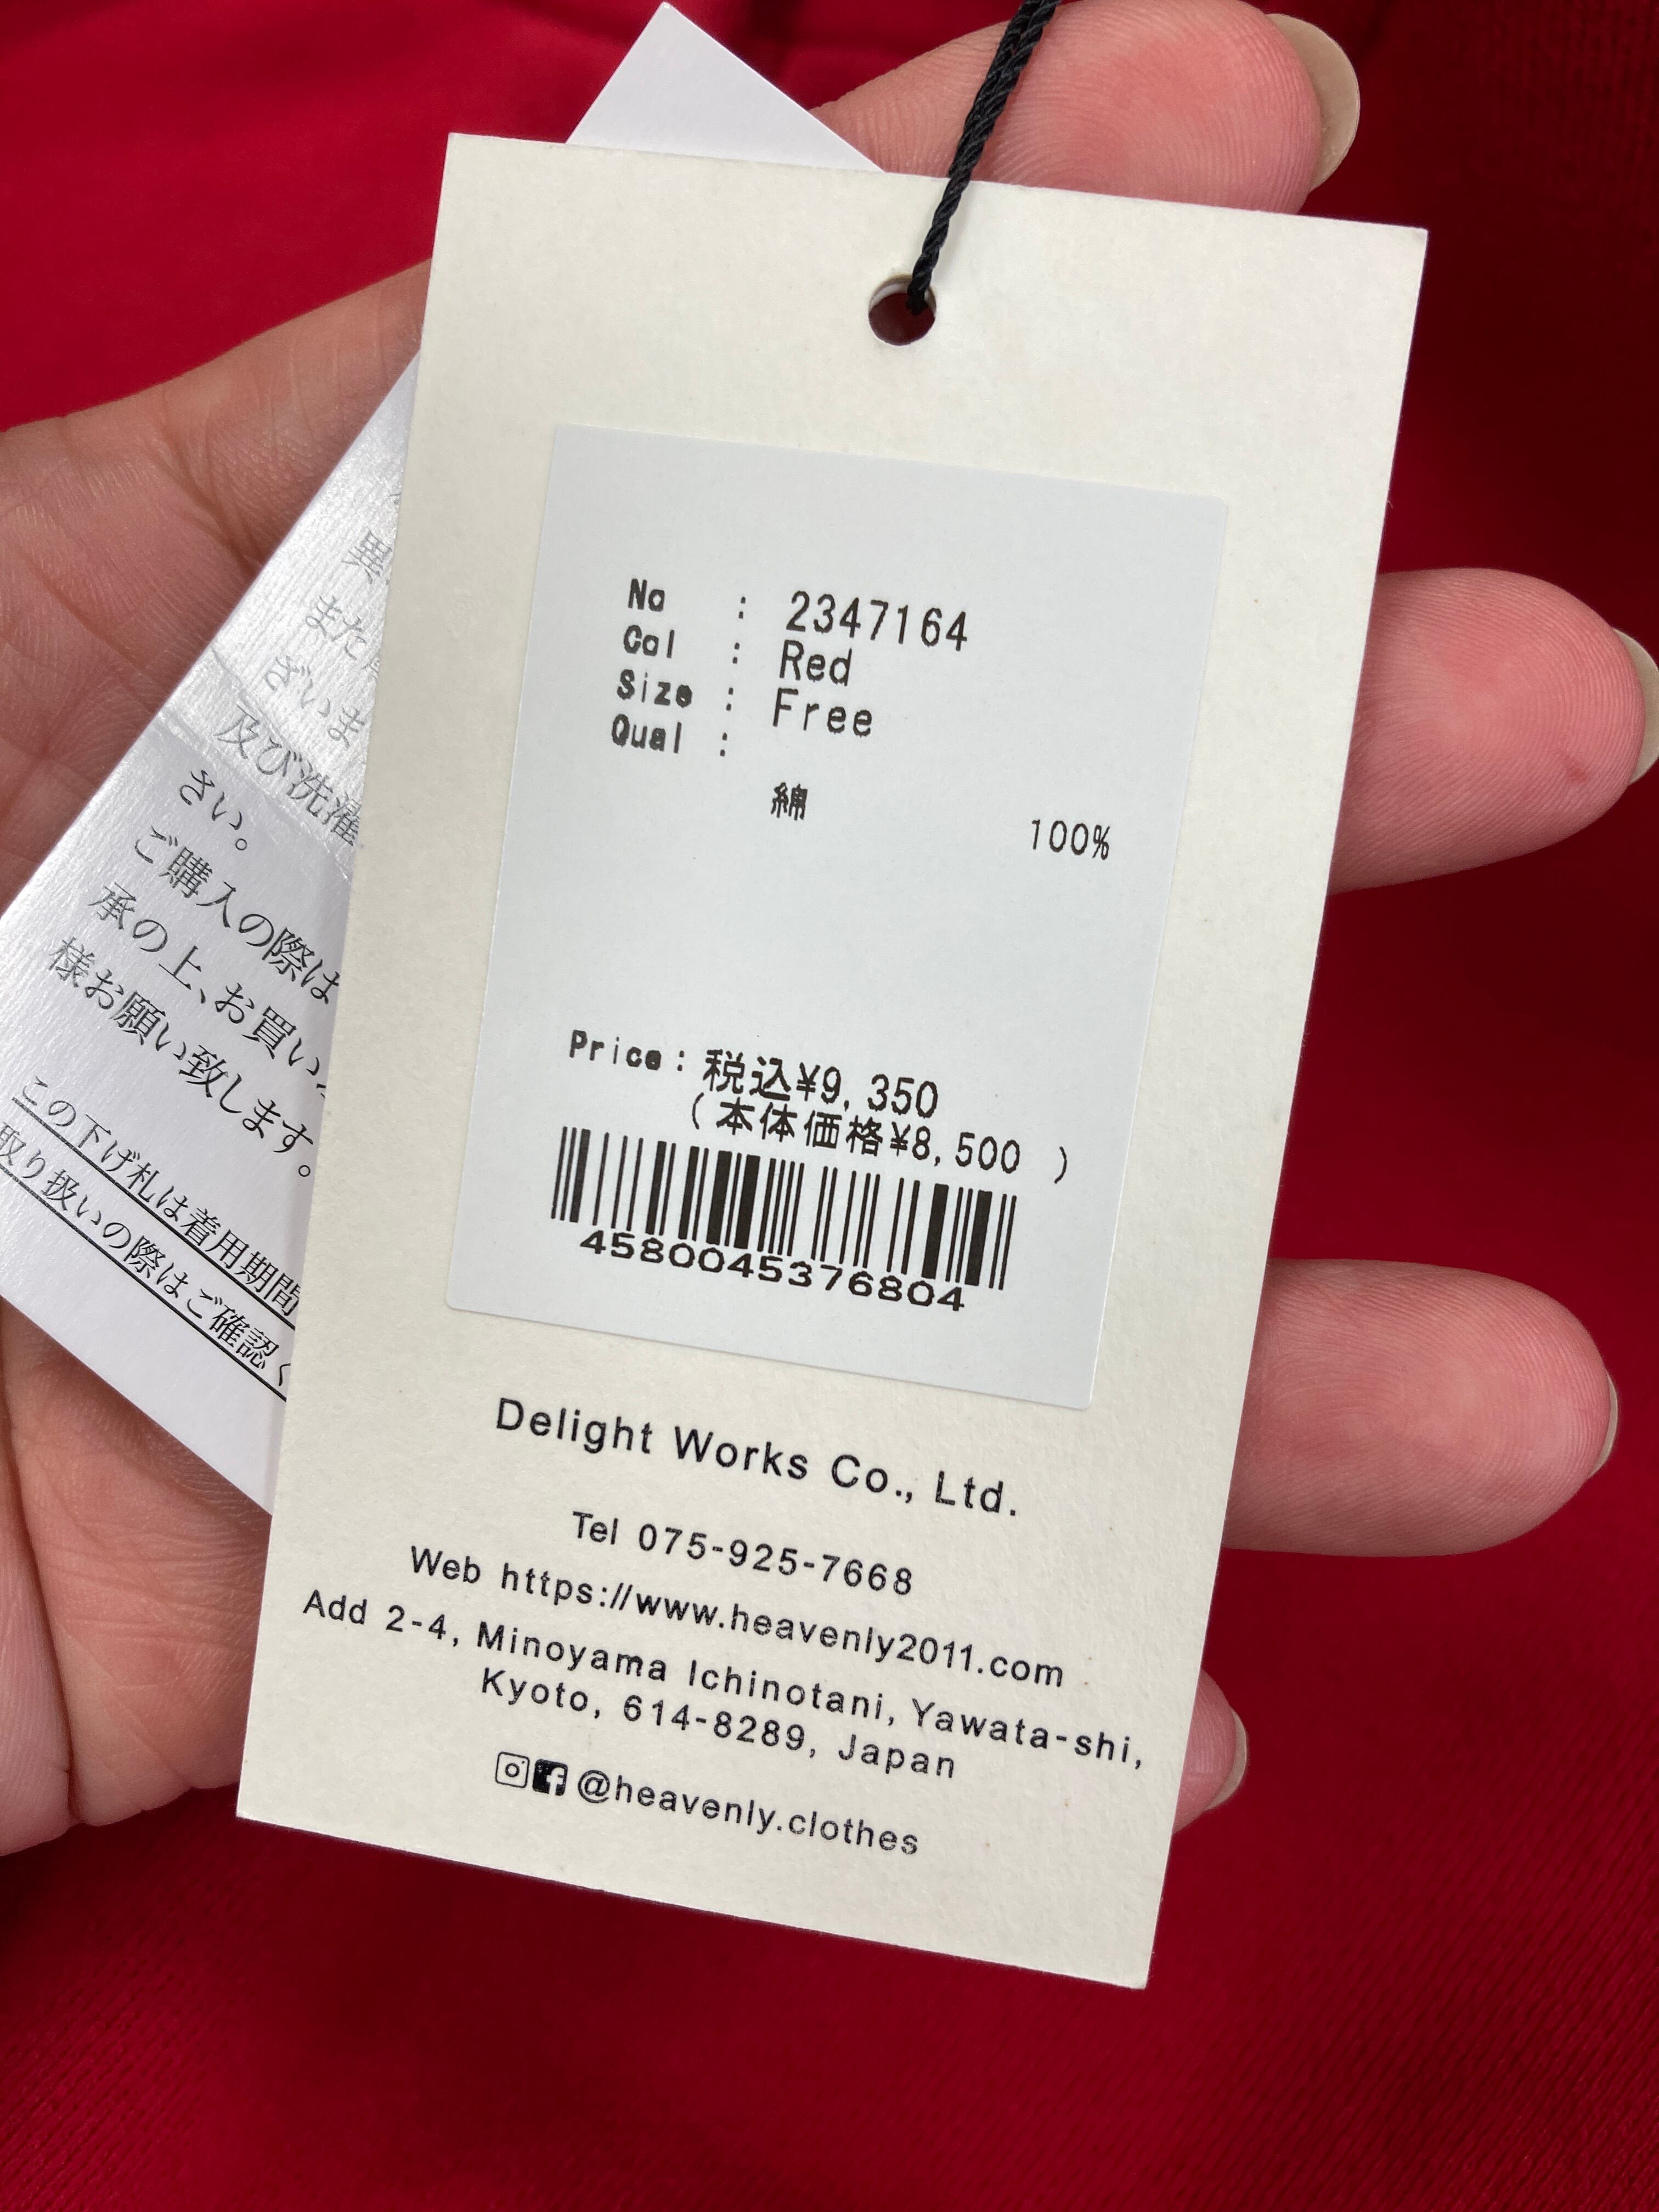 No : 2347164
Col : Red
Size : Free
Qual :
綿 100%
Price: 税込¥9,350
(本体価格¥8,500 )
4580045376804
Delight Works Co., Ltd.
Tel 075-925-7668
Web https://www.heavenly2011.com
Add 2-4, Minoyama Ichinotani, Yawata-shi,
Kyoto, 614-8289, Japan
@heavenly.clothes
異
また
ざいま
及び洗濯
さい。
ご購入の際は
承の上、お買い
様お願い致します。
この下げ札は着用期間
取り扱いの際はご確認く